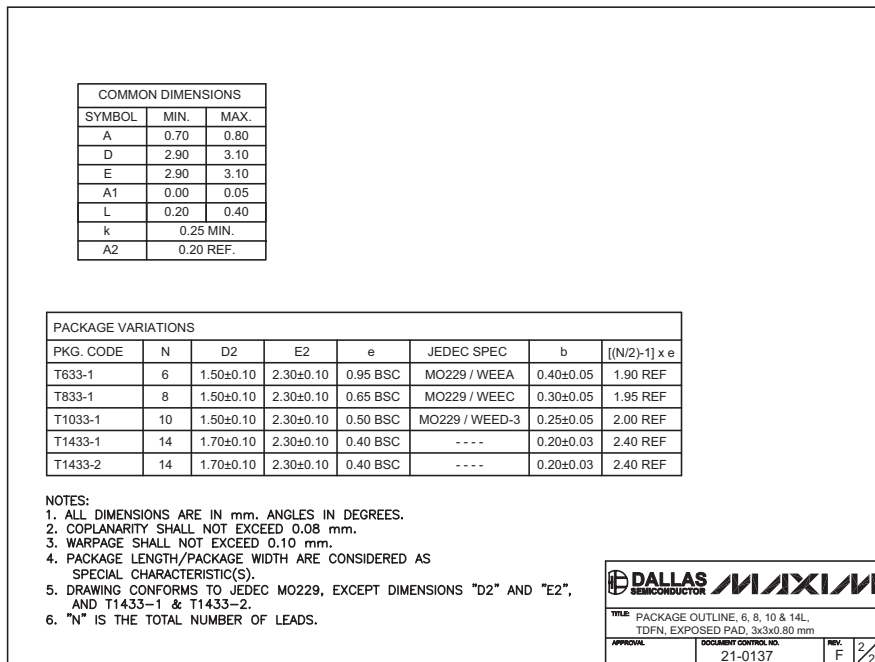 COMMON DIMENSIONS
SYMBOL MIN. MAX.
A 0.70 0.80
D 2.90 3.10
E 2.90 3.10
A1 0.00 0.05
L 0.20 0.40
k 0.25 MIN.
A2 0.20 REF.
PACKAGE VARIATIONS
PKG. CODE N D2 E2 e JEDEC SPEC b [(N/2)-1] x e
T633-1 6 1.50±0.10 2.30±0.10 0.95 BSC MO229 / WEEA 0.40±0.05 1.90 REF
T833-1 8 1.50±0.10 2.30±0.10 0.65 BSC MO229 / WEEC 0.30±0.05 1.95 REF
T1033-1 10 1.50±0.10 2.30±0.10 0.50 BSC MO229 / WEED-3 0.25±0.05 2.00 REF
T1433-1 14 1.70±0.10 2.30±0.10 0.40 BSC - - - - 0.20±0.03 2.40 REF
T1433-2 14 1.70±0.10 2.30±0.10 0.40 BSC - - - - 0.20±0.03 2.40 REF
NOTES:
1. ALL DIMENSIONS ARE IN mm. ANGLES IN DEGREES.
2. COPLANARITY SHALL NOT EXCEED 0.08 mm.
3. WARPAGE SHALL NOT EXCEED 0.10 mm.
4. PACKAGE LENGTH/PACKAGE WIDTH ARE CONSIDERED AS
SPECIAL CHARACTERISTIC(S).
5. DRAWING CONFORMS TO JEDEC MO229, EXCEPT DIMENSIONS "D2" AND "E2",
AND T1433-1 & T1433-2.
6. "N" IS THE TOTAL NUMBER OF LEADS.
DALLAS MAXIM
SEMICONDUCTOR
TITLE: PACKAGE OUTLINE, 6, 8, 10 & 14L,
TDFN, EXPOSED PAD, 3x3x0.80 mm
APPROVAL DOCUMENT CONTROL NO. REV.
21-0137 F 2/2